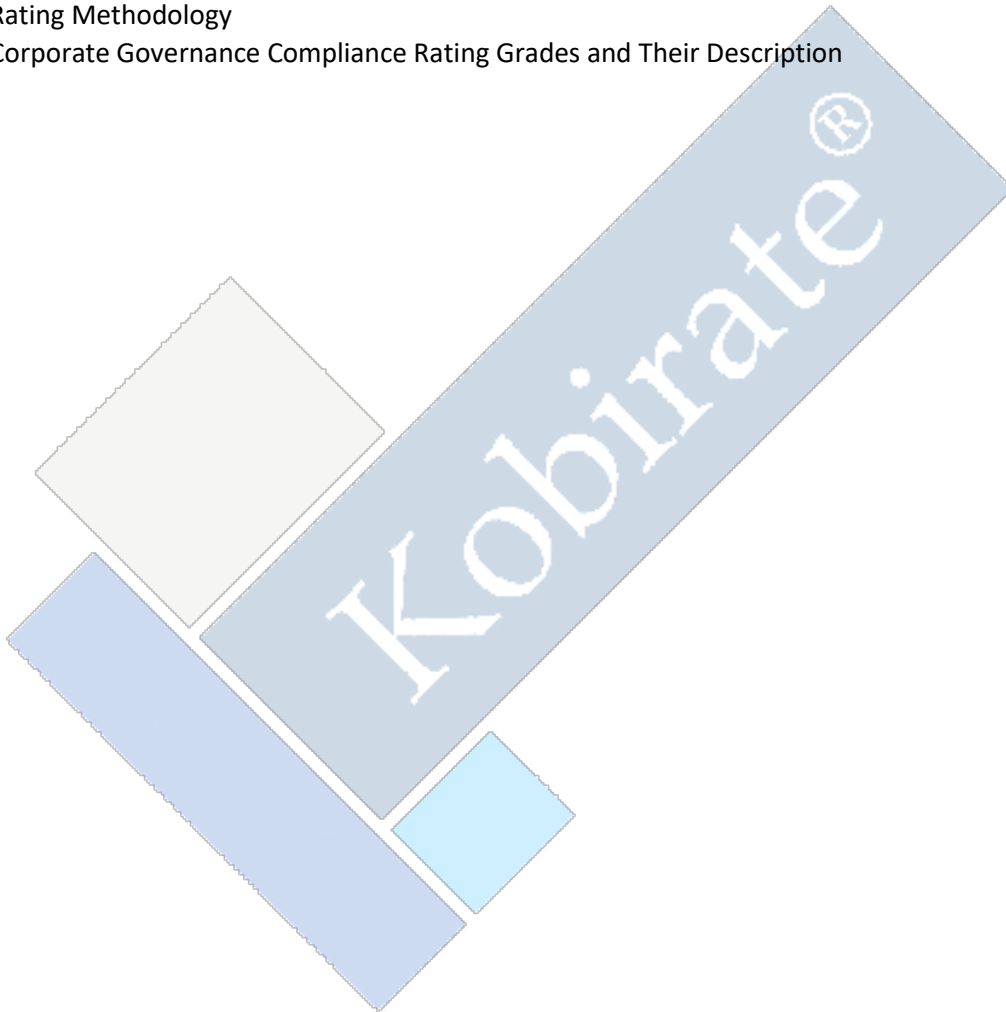 Rating Methodology
Corporate Governance Compliance Rating Grades and Their Description
Kobirate®